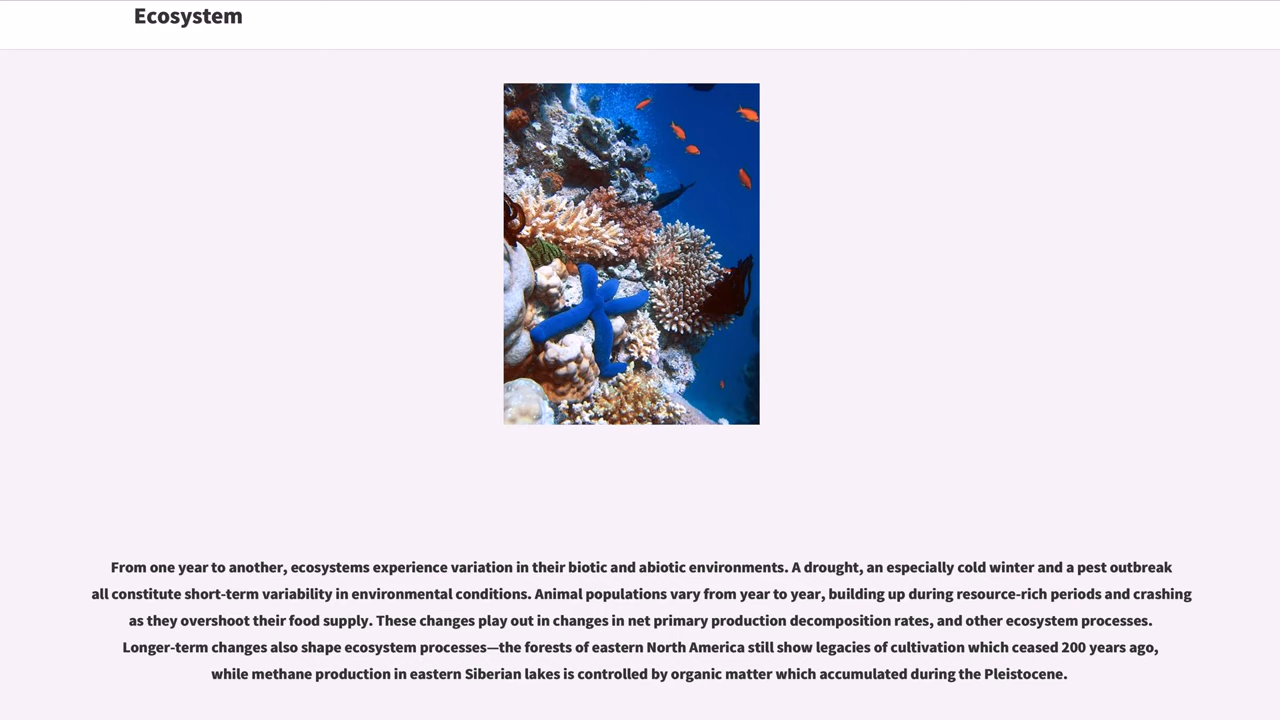 Ecosystem
From one year to another, ecosystems experience variation in their biotic and abiotic environments. A drought, an especially cold winter and a pest outbreak
all constitute short-term variability in environmental conditions. Animal populations vary from year to year, building up during resource-rich periods and crashing
as they overshoot their food supply. These changes play out in changes in net primary production decomposition rates, and other ecosystem processes.
Longer-term changes also shape ecosystem processes—the forests of eastern North America still show legacies of cultivation which ceased 200 years ago,
while methane production in eastern Siberian lakes is controlled by organic matter which accumulated during the Pleistocene.